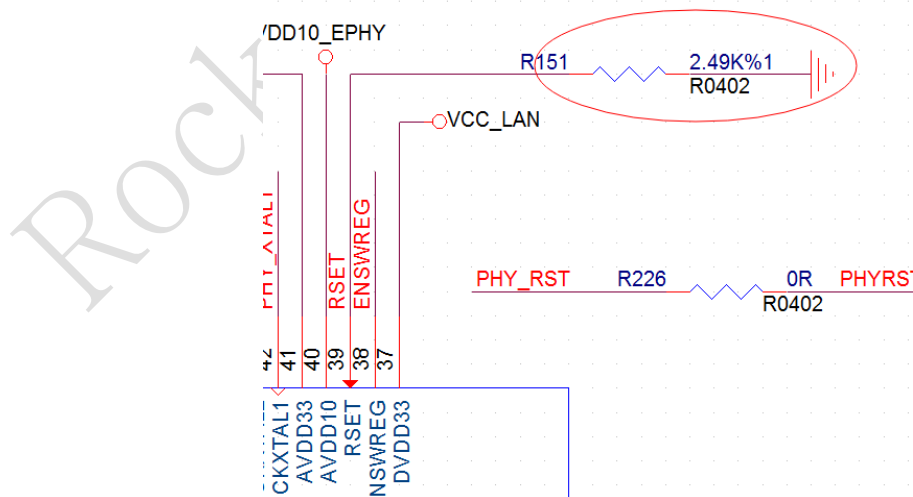 VDD10_EPHY
R151
2.49K%1
R0402
VCC_LAN
Rock
RSET
ENSWREG
PHY_RST
R226
0R
PHYRST
R0402
42
41
40
39
38
37
CKXTAL1
AVDD33
AVDD10
RSET
NSWREG
DVDD33